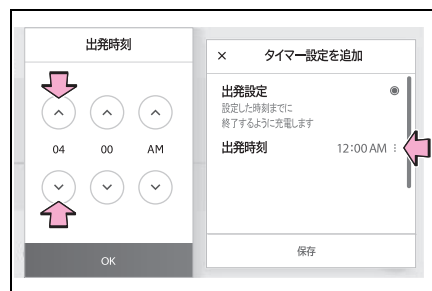 出発時刻
04 00 AM
OK
× タイマー設定を追加
出発設定
設定した時刻までに
終了するように充電します
出発時刻 12:00 AM
保存